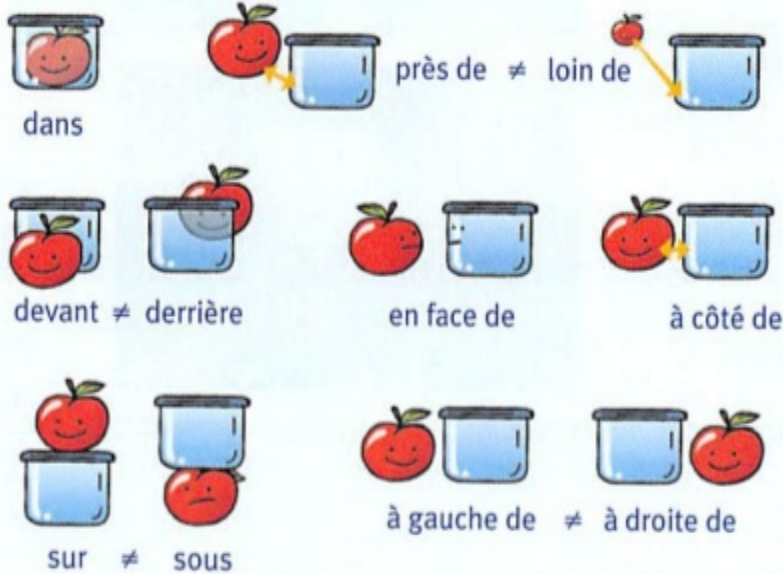 près de ≠ loin de
dans
devant ≠ derrière
en face de
à côté de
à gauche de ≠ à droite de
sur ≠ sous